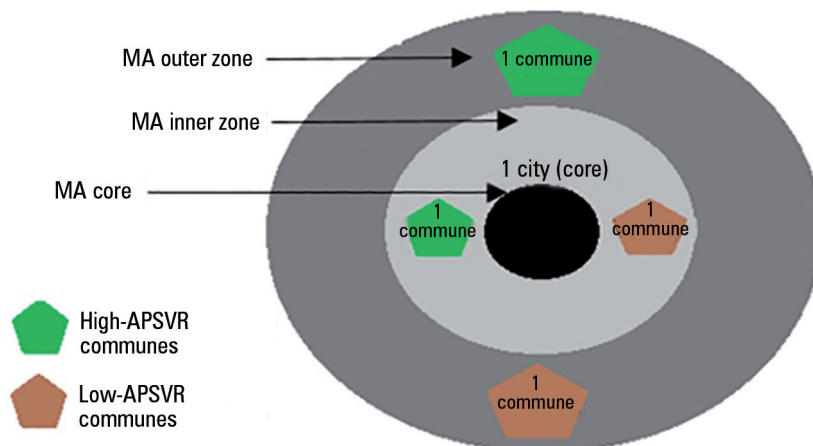 MA outer zone
1 commune
MA inner zone
1 city (core)
MA core
1
commune
1
commune
High-APSVR
communes
Low-APSVR
communes
1
commune